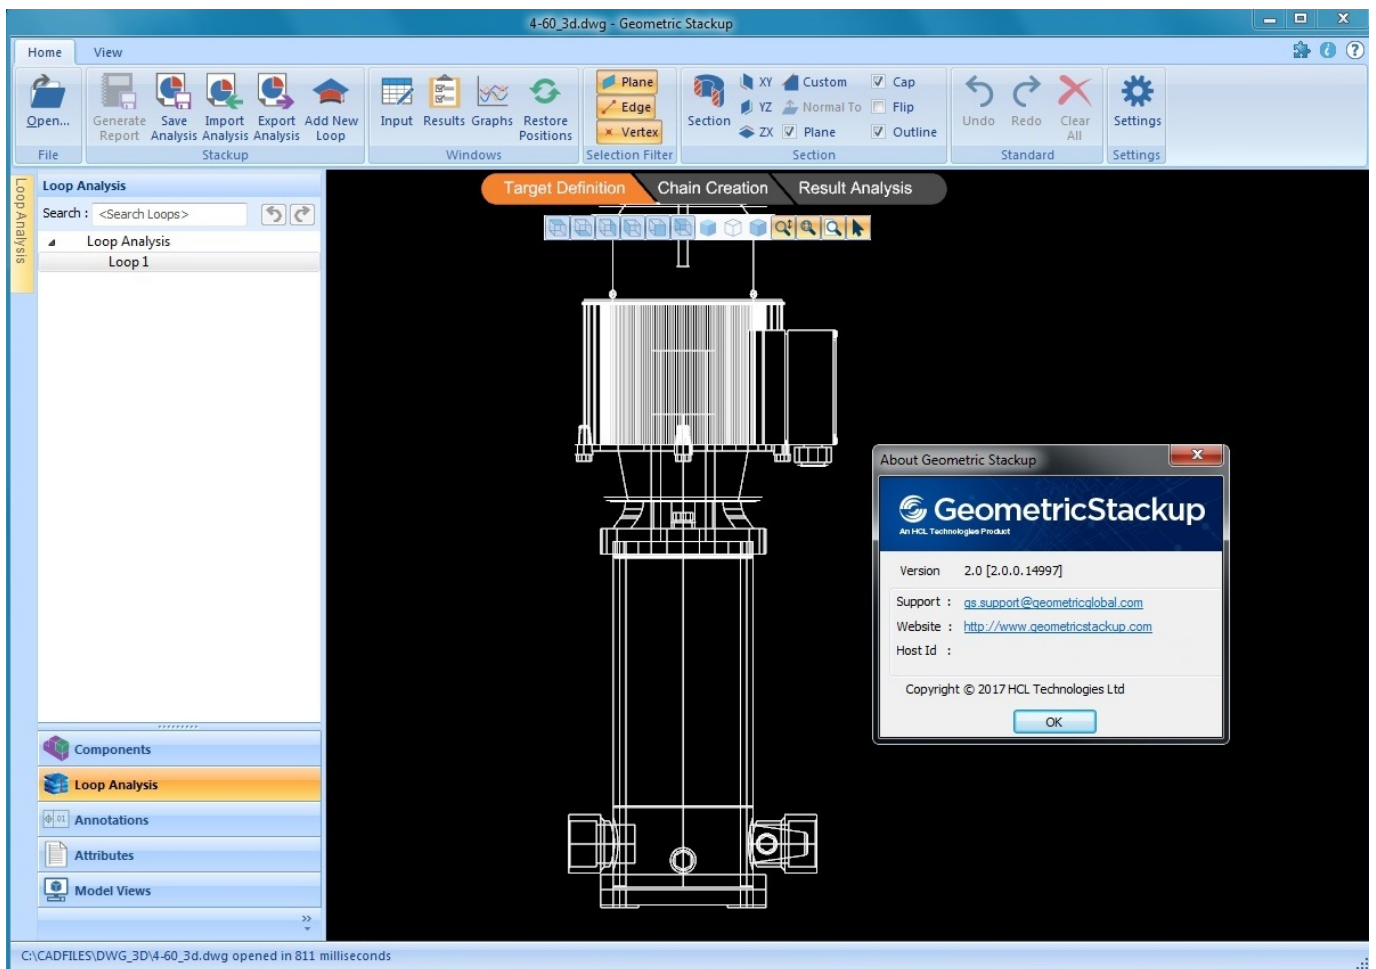 4-60_3d.dwg - Geometric Stackup
Home View
Open...
Generate Report
Save Analysis
Import Analysis
Export Analysis
Add New Loop
Input
Results
Graphs
Restore Positions
Plane
Edge
Vertex
Section
XY
YZ
ZX
Custom
Normal To
Plane
Cap
Flip
Outline
Undo
Redo
Clear All
Settings
File
Stackup
Windows
Selection Filter
Section
Standard
Settings
Loop Analysis
Loop Analysis
Search : <Search Loops>
Loop Analysis
Loop 1
Target Definition
Chain Creation
Result Analysis
About Geometric Stackup
GeometricStackup
An HCL Technologies Product
Version 2.0 [2.0.0.14997]
Support : gs.support@geometricglobal.com
Website : http://www.geometricstackup.com
Host Id :
Copyright © 2017 HCL Technologies Ltd
OK
Components
Loop Analysis
Annotations
Attributes
Model Views
C:\CADFILES\DWG_3D\4-60_3d.dwg opened in 811 milliseconds